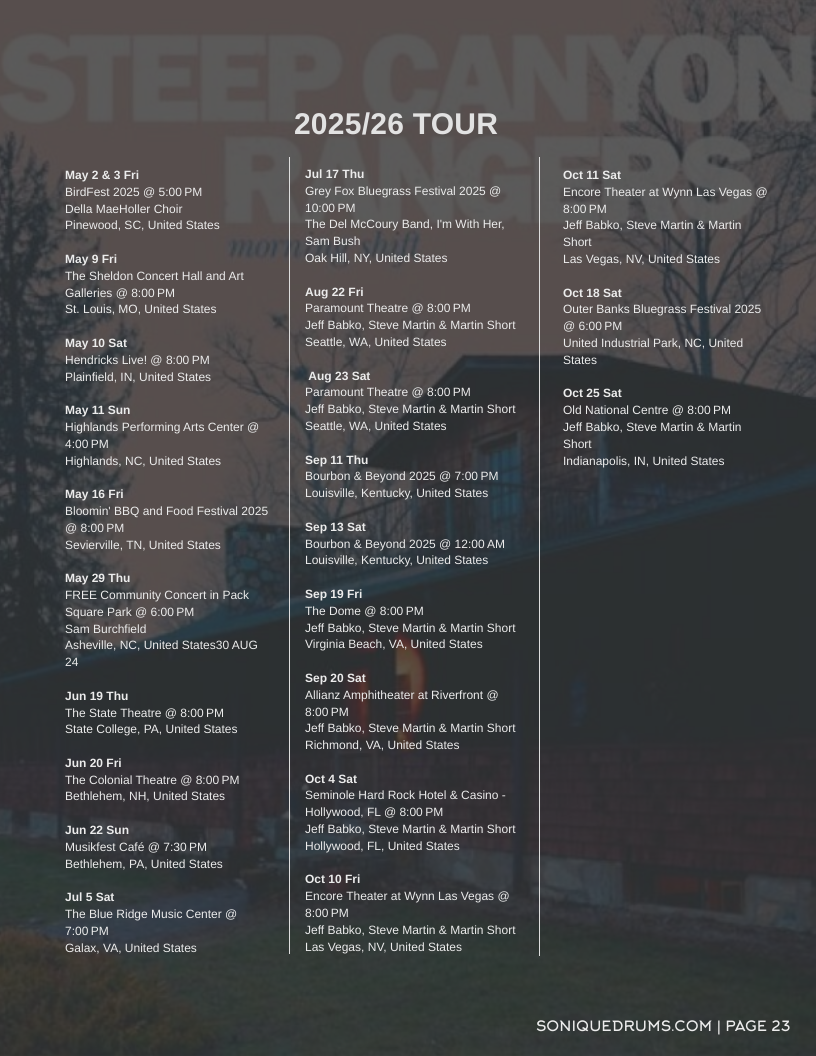 STEEP CANYON
RANGERS
morning shift
2025/26 TOUR
May 2 & 3 Fri
BirdFest 2025 @ 5:00 PM
Della MaeHoller Choir
Pinewood, SC, United States
May 9 Fri
The Sheldon Concert Hall and Art
Galleries @ 8:00 PM
St. Louis, MO, United States
May 10 Sat
Hendricks Live! @ 8:00 PM
Plainfield, IN, United States
May 11 Sun
Highlands Performing Arts Center @
4:00 PM
Highlands, NC, United States
May 16 Fri
Bloomin' BBQ and Food Festival 2025
@ 8:00 PM
Sevierville, TN, United States
May 29 Thu
FREE Community Concert in Pack
Square Park @ 6:00 PM
Sam Burchfield
Asheville, NC, United States30 AUG
24
Jun 19 Thu
The State Theatre @ 8:00 PM
State College, PA, United States
Jun 20 Fri
The Colonial Theatre @ 8:00 PM
Bethlehem, NH, United States
Jun 22 Sun
Musikfest Café @ 7:30 PM
Bethlehem, PA, United States
Jul 5 Sat
The Blue Ridge Music Center @
7:00 PM
Galax, VA, United States
Jul 17 Thu
Grey Fox Bluegrass Festival 2025 @
10:00 PM
The Del McCoury Band, I'm With Her,
Sam Bush
Oak Hill, NY, United States
Aug 22 Fri
Paramount Theatre @ 8:00 PM
Jeff Babko, Steve Martin & Martin Short
Seattle, WA, United States
Aug 23 Sat
Paramount Theatre @ 8:00 PM
Jeff Babko, Steve Martin & Martin Short
Seattle, WA, United States
Sep 11 Thu
Bourbon & Beyond 2025 @ 7:00 PM
Louisville, Kentucky, United States
Sep 13 Sat
Bourbon & Beyond 2025 @ 12:00 AM
Louisville, Kentucky, United States
Sep 19 Fri
The Dome @ 8:00 PM
Jeff Babko, Steve Martin & Martin Short
Virginia Beach, VA, United States
Sep 20 Sat
Allianz Amphitheater at Riverfront @
8:00 PM
Jeff Babko, Steve Martin & Martin Short
Richmond, VA, United States
Oct 4 Sat
Seminole Hard Rock Hotel & Casino -
Hollywood, FL @ 8:00 PM
Jeff Babko, Steve Martin & Martin Short
Hollywood, FL, United States
Oct 10 Fri
Encore Theater at Wynn Las Vegas @
8:00 PM
Jeff Babko, Steve Martin & Martin Short
Las Vegas, NV, United States
Oct 11 Sat
Encore Theater at Wynn Las Vegas @
8:00 PM
Jeff Babko, Steve Martin & Martin
Short
Las Vegas, NV, United States
Oct 18 Sat
Outer Banks Bluegrass Festival 2025
@ 6:00 PM
United Industrial Park, NC, United
States
Oct 25 Sat
Old National Centre @ 8:00 PM
Jeff Babko, Steve Martin & Martin
Short
Indianapolis, IN, United States
SONIQUEDRUMS.COM | PAGE 23